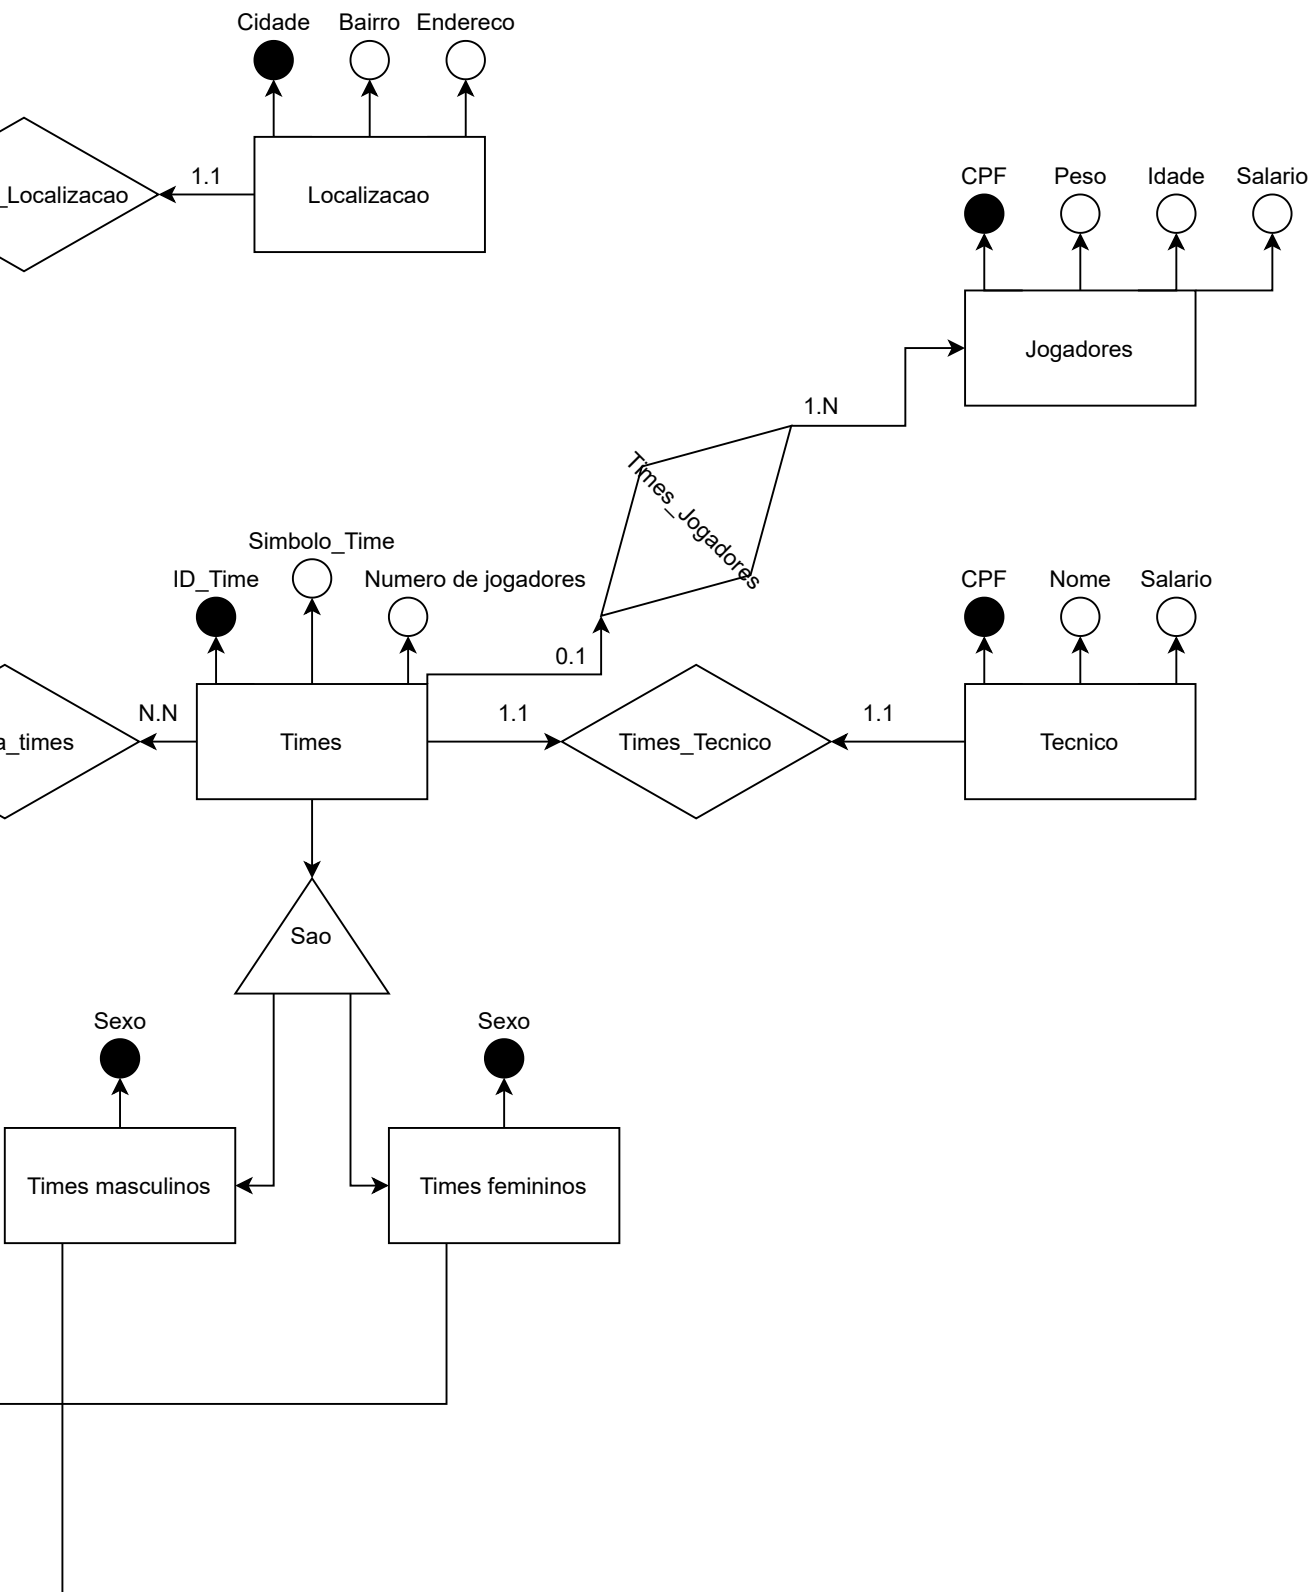 Cidade
Bairro
Endereco
_Localizacao
1.1
Localizacao
CPF
Peso
Idade
Salario
Jogadores
1.N
Times_Jogadores
Simbolo_Time
ID_Time
Numero de jogadores
0.1
CPF
Nome
Salario
a_times
N.N
Times
1.1
Times_Tecnico
1.1
Tecnico
Sao
Sexo
Sexo
Times masculinos
Times femininos